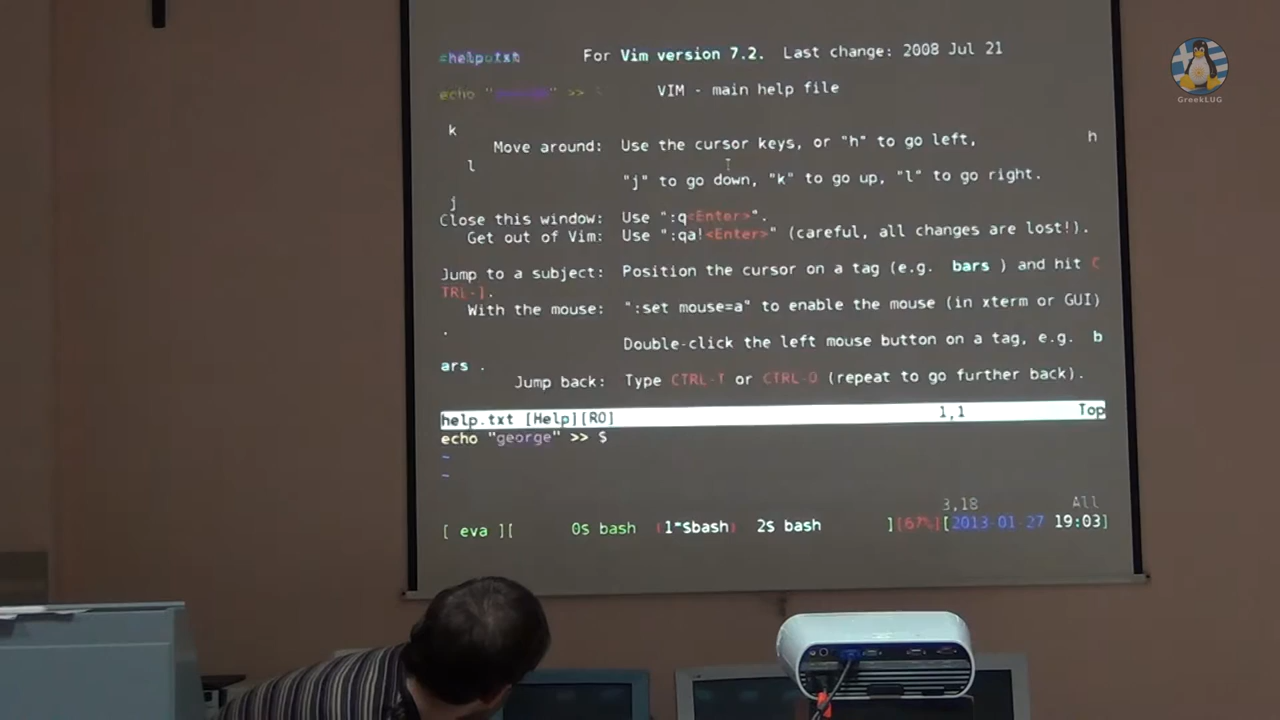 *help.txt* For Vim version 7.2. Last change: 2008 Jul 21
GreekLUG
echo " " >> $ VIM - main help file
k
Move around: Use the cursor keys, or "h" to go left, h
l
"j" to go down, "k" to go up, "l" to go right.
j
Close this window: Use ":q<Enter>".
Get out of Vim: Use ":qa!<Enter>" (careful, all changes are lost!).
Jump to a subject: Position the cursor on a tag (e.g. bars ) and hit C
TRL-].
With the mouse: ":set mouse=a" to enable the mouse (in xterm or GUI)
.
Double-click the left mouse button on a tag, e.g. b
ars .
Jump back: Type CTRL-T or CTRL-O (repeat to go further back).
help.txt [Help][RO] 1,1 Top
echo "george" >> $
~
~
3,18 All
[ eva ][ 0$ bash (1*$bash) 2$ bash ][67%][2013-01-27 19:03]